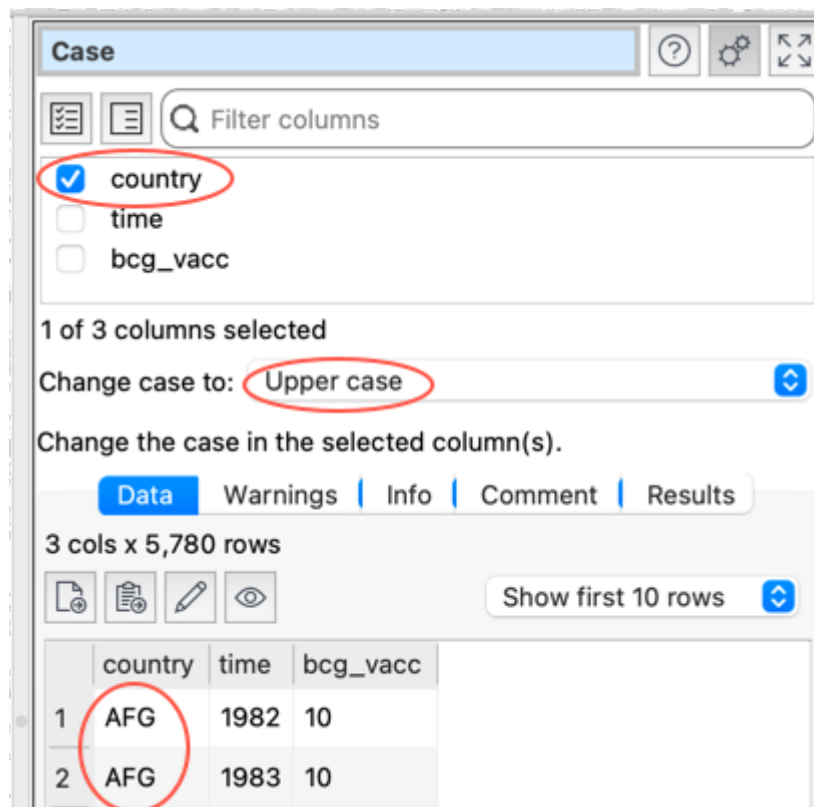 Case
Filter columns
country
time
bcg_vacc
1 of 3 columns selected
Change case to: Upper case
Change the case in the selected column(s).
Data Warnings Info Comment Results
3 cols x 5,780 rows
Show first 10 rows
country time bcg_vacc
1 AFG 1982 10
2 AFG 1983 10